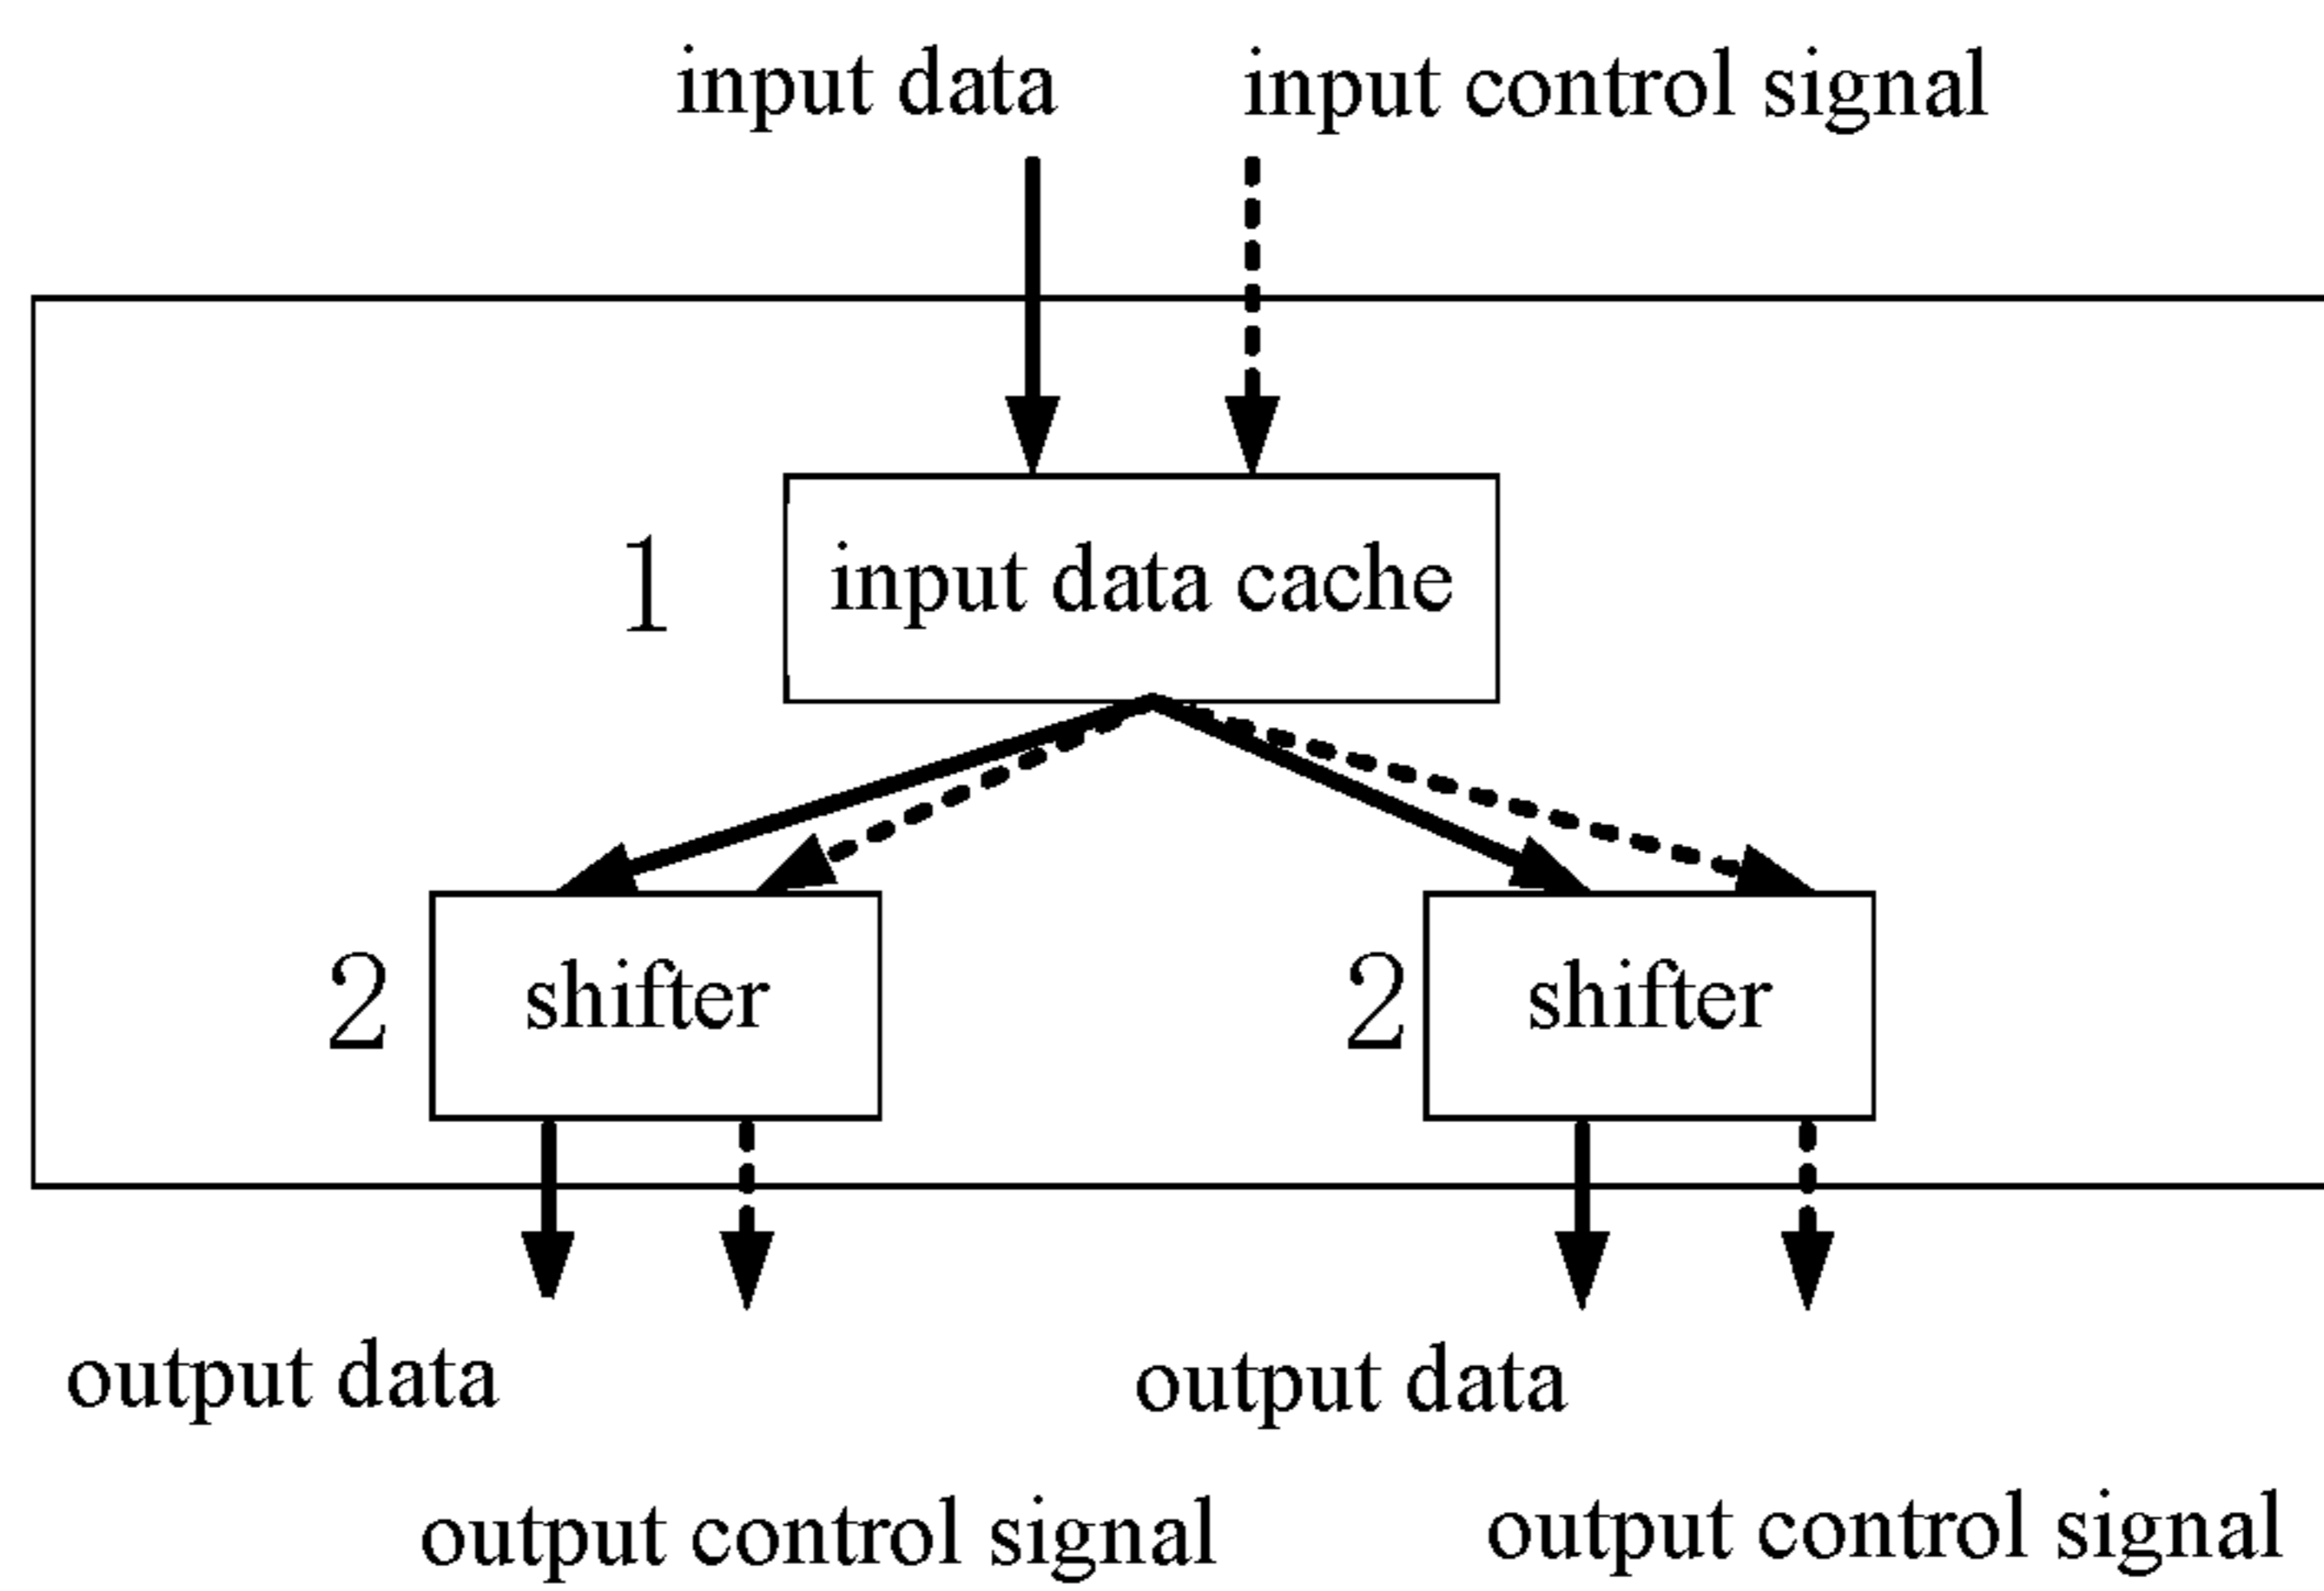 input data
input control signal
1
input data cache
2
shifter
2
shifter
output data
output data
output control signal
output control signal